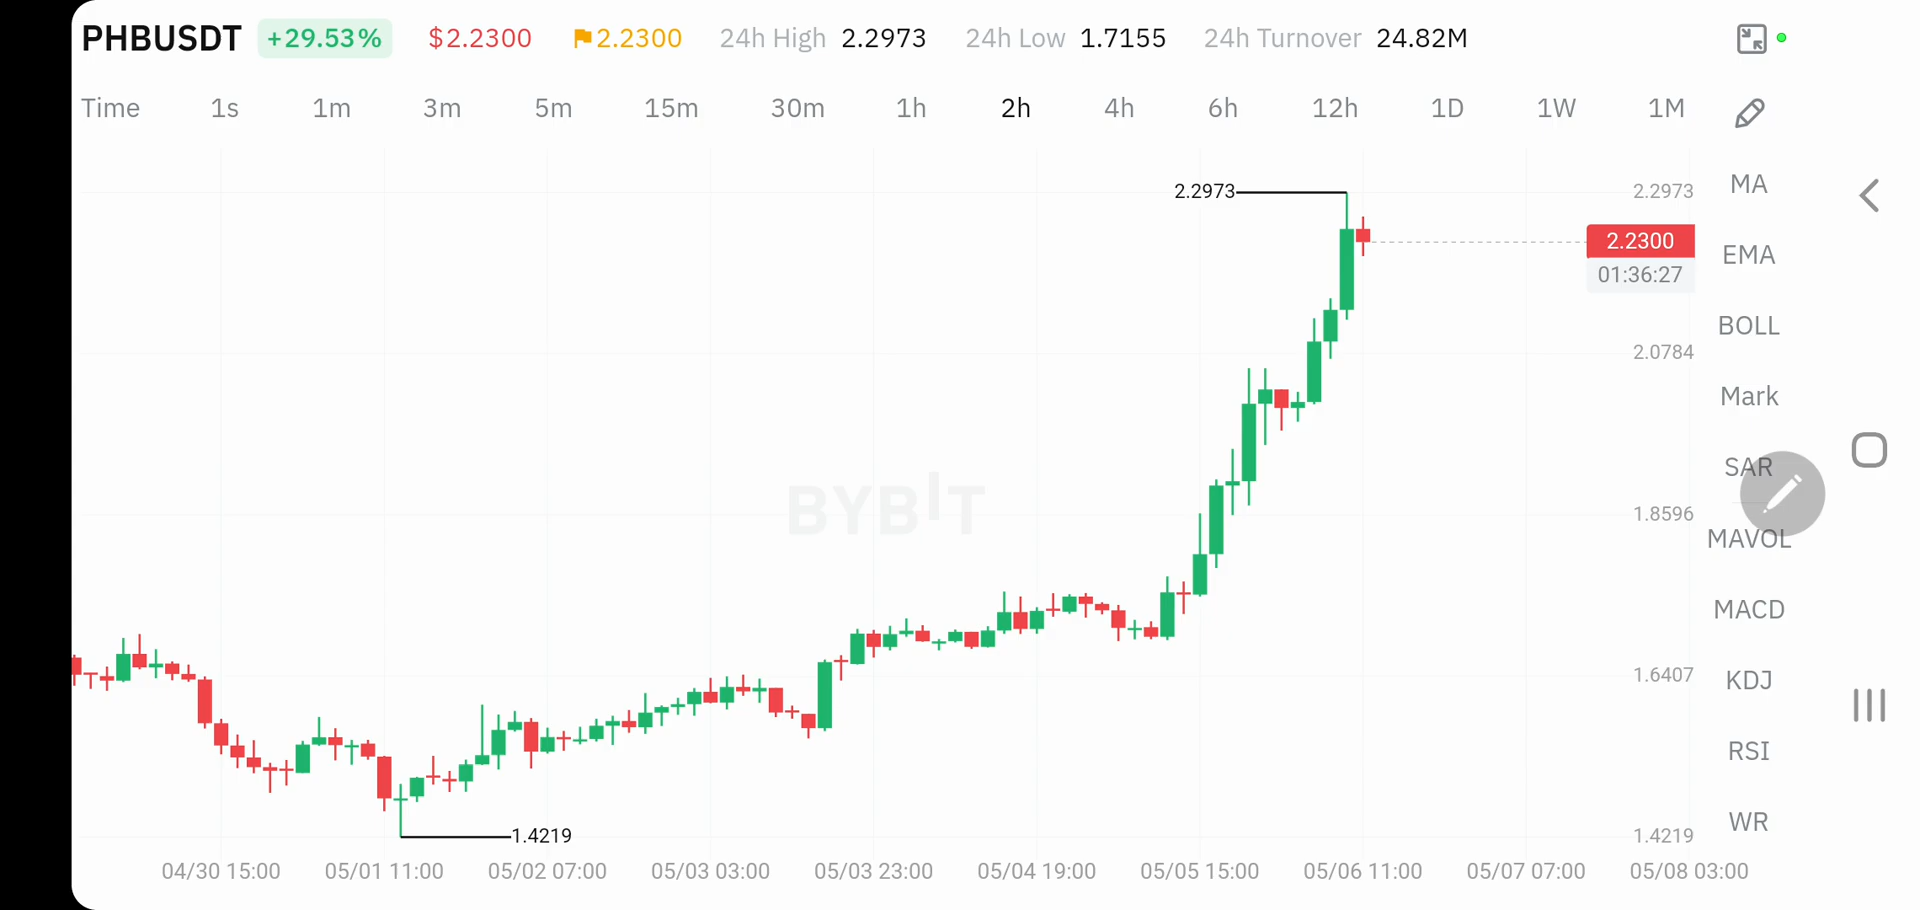 PHBUSDT +29.53% $2.2300 2.2300 24h High 2.2973 24h Low 1.7155 24h Turnover 24.82M
Time 1s 1m 3m 5m 15m 30m 1h 2h 4h 6h 12h 1D 1W 1M
MA
2.2973 2.2973
2.2300
EMA
01:36:27
BOLL
2.0784
Mark
SAR
BYBIT
1.8596
MAVOL
MACD
1.6407
KDJ
RSI
WR
1.4219 1.4219
04/30 15:00 05/01 11:00 05/02 07:00 05/03 03:00 05/03 23:00 05/04 19:00 05/05 15:00 05/06 11:00 05/07 07:00 05/08 03:00